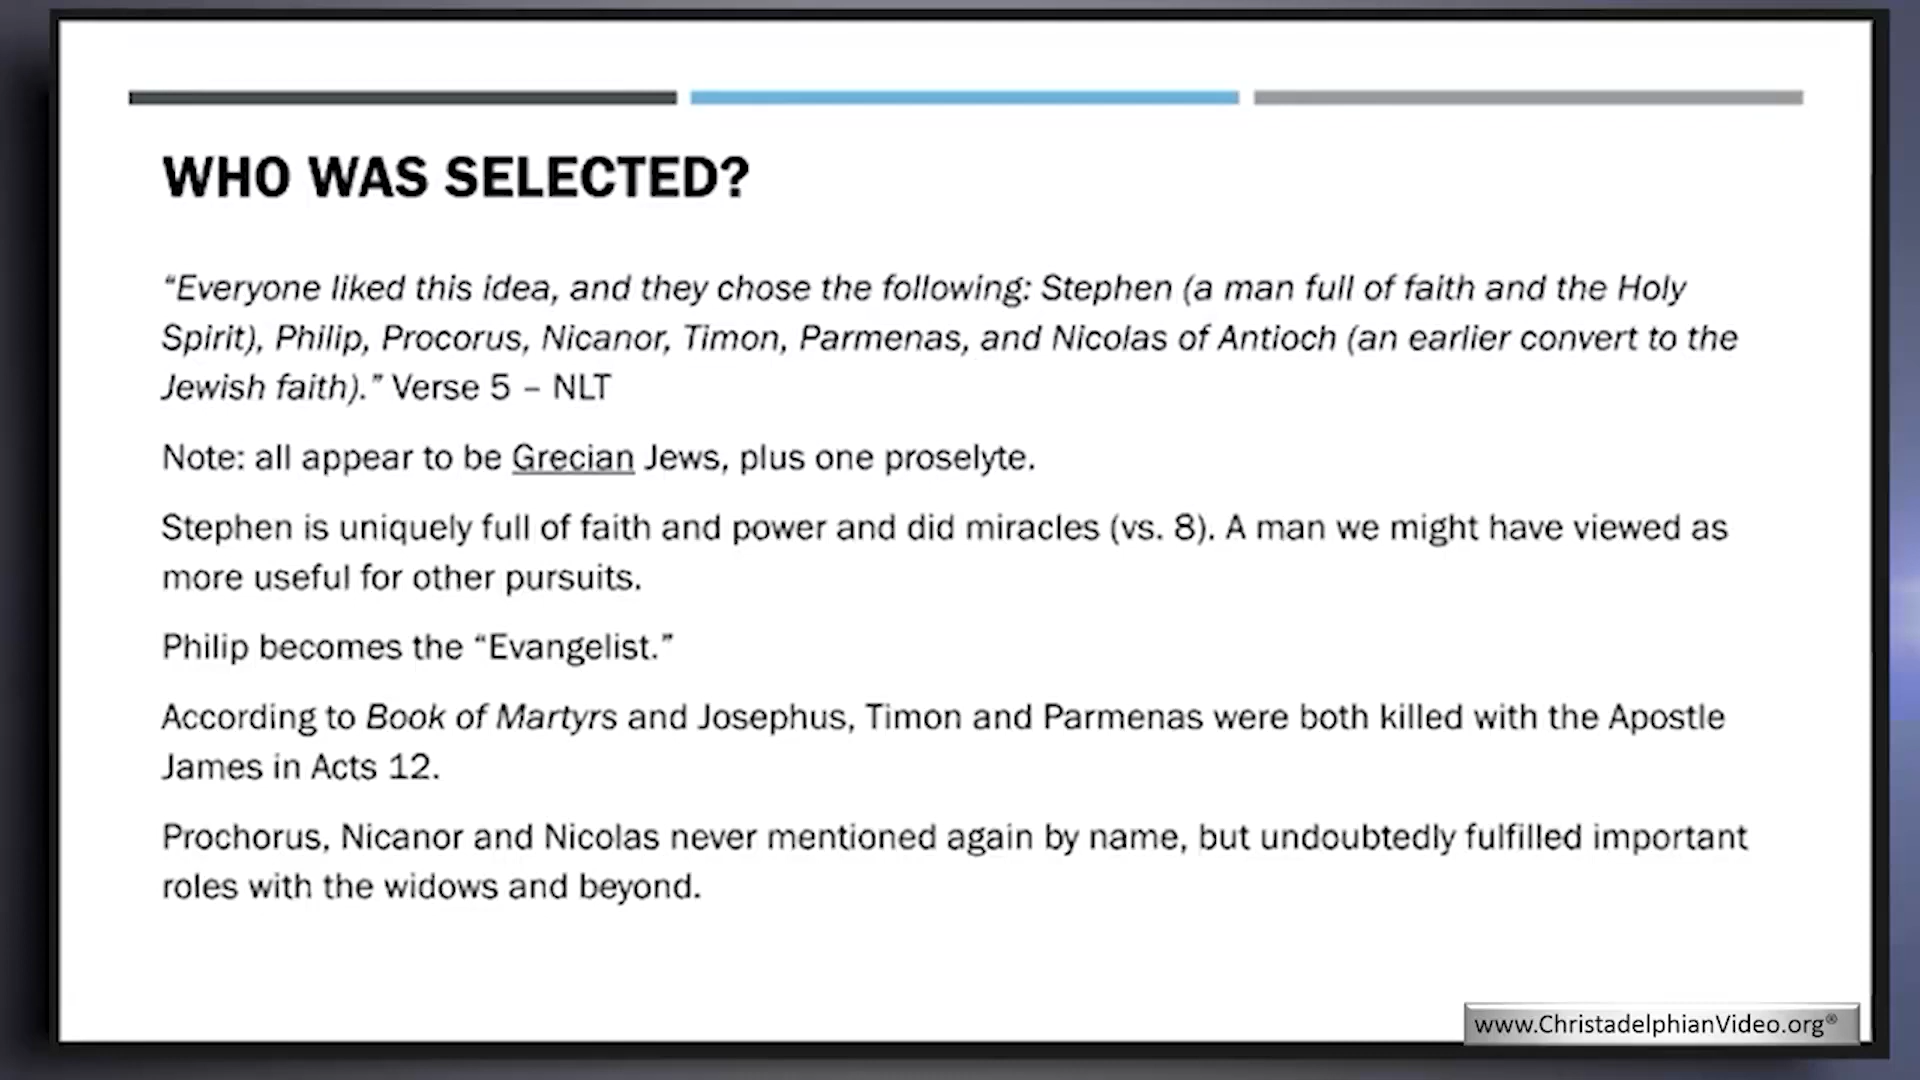 WHO WAS SELECTED?
“Everyone liked this idea, and they chose the following: Stephen (a man full of faith and the Holy
Spirit), Philip, Procorus, Nicanor, Timon, Parmenas, and Nicolas of Antioch (an earlier convert to the
Jewish faith).” Verse 5 – NLT
Note: all appear to be Grecian Jews, plus one proselyte.
Stephen is uniquely full of faith and power and did miracles (vs. 8). A man we might have viewed as
more useful for other pursuits.
Philip becomes the “Evangelist.”
According to Book of Martyrs and Josephus, Timon and Parmenas were both killed with the Apostle
James in Acts 12.
Prochorus, Nicanor and Nicolas never mentioned again by name, but undoubtedly fulfilled important
roles with the widows and beyond.
www.ChristadelphianVideo.org®